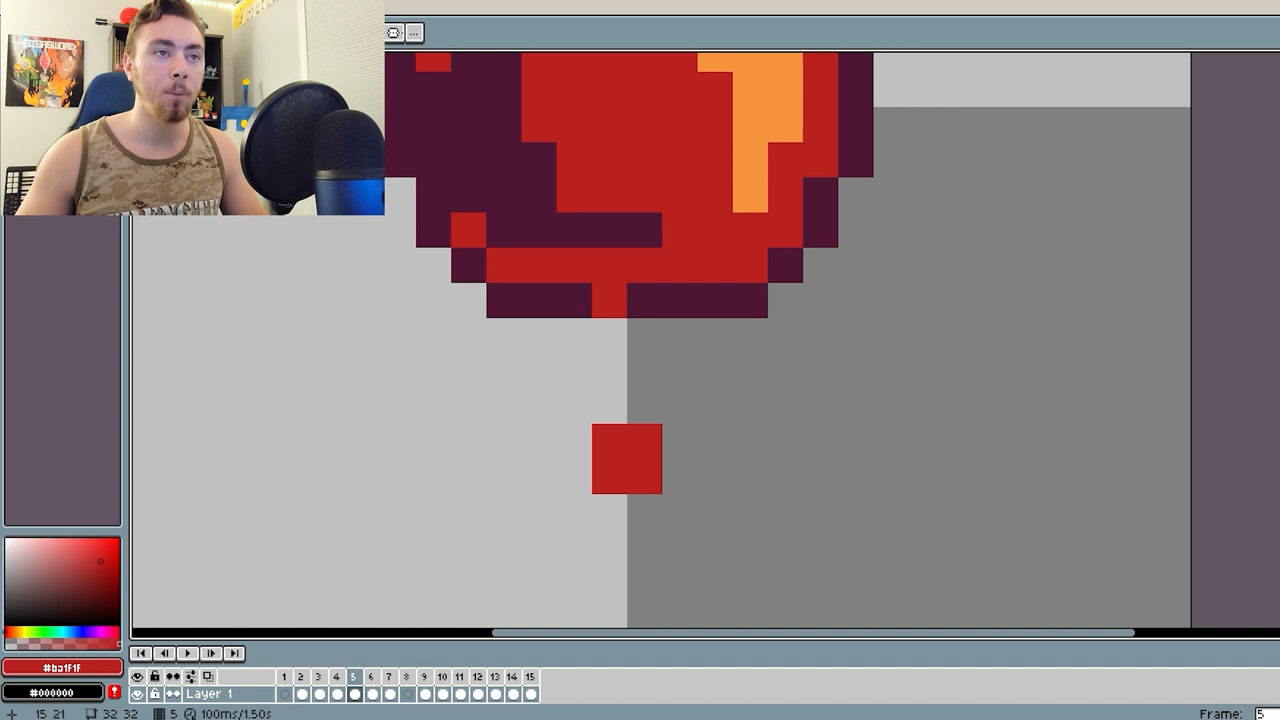 GIGASWORD
...
1 2 3 4 5 6 7 8 9 10 11 12 13 14 15
Layer 1
#ba1F1F
#000000
15 21 32 32 5 100ms/1.50s
Frame: 5